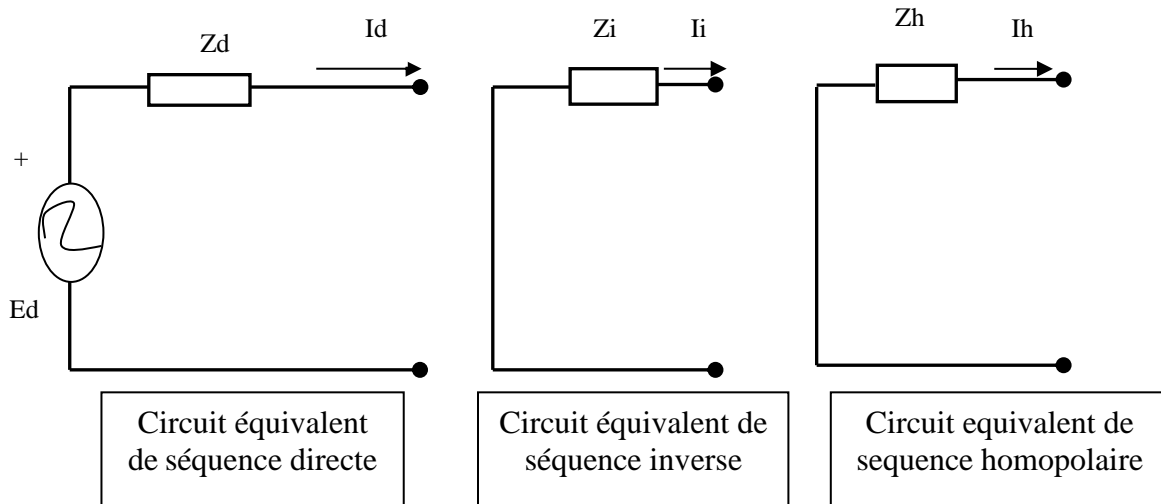 Zd
Id
Zi
Ii
Zh
Ih
+
Ed
Circuit équivalent
de séquence directe
Circuit équivalent de
séquence inverse
Circuit equivalent de
sequence homopolaire